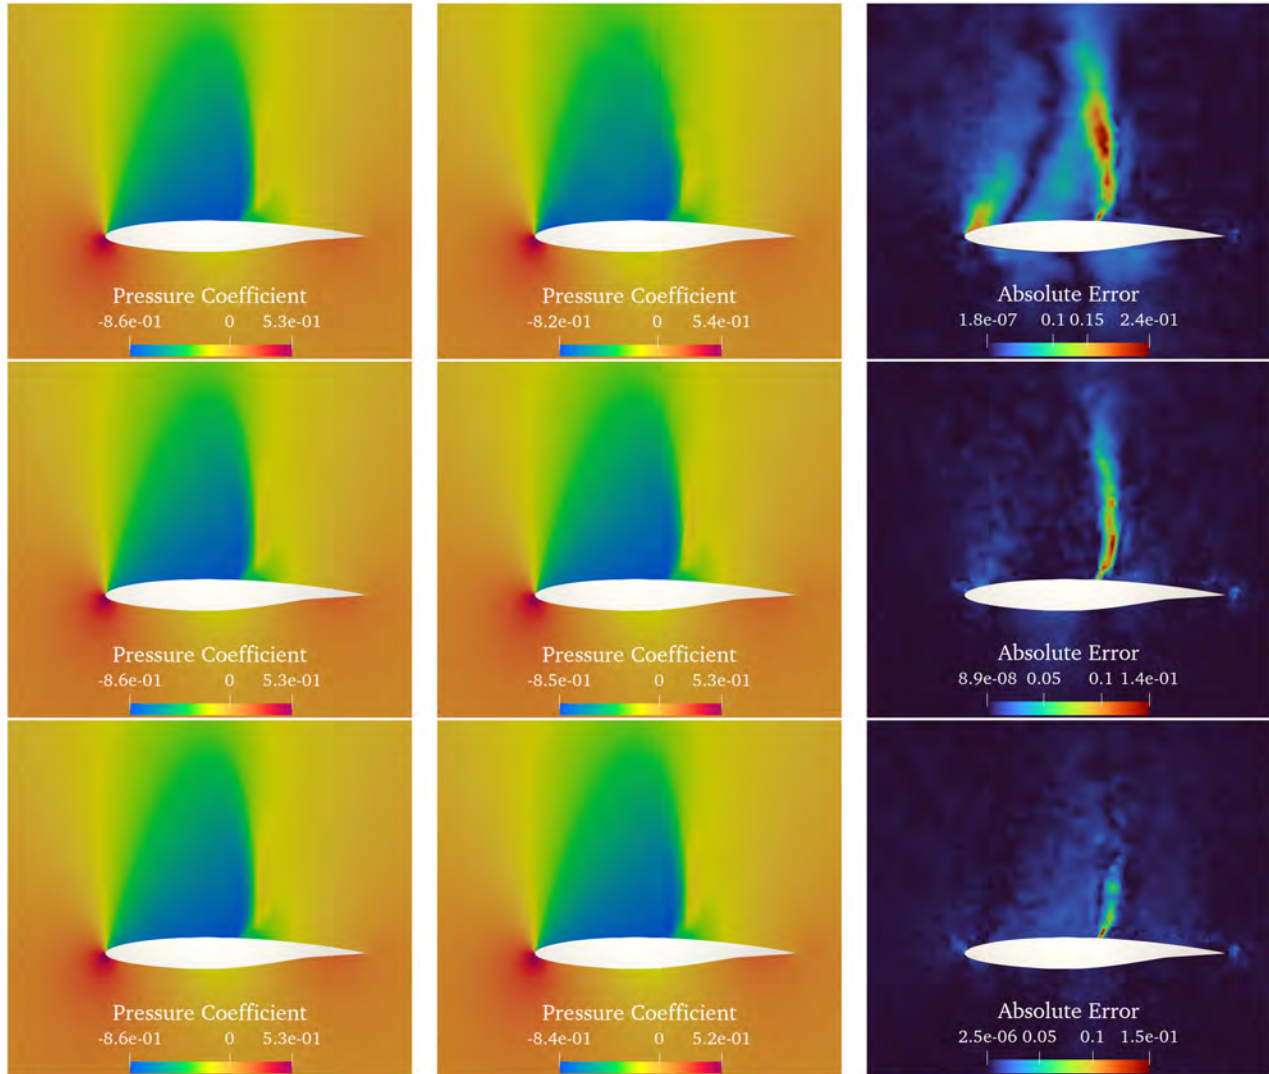 Pressure Coefficient
-8.6e-01 0 5.3e-01
Pressure Coefficient
-8.2e-01 0 5.4e-01
Absolute Error
1.8e-07 0.1 0.15 2.4e-01
Pressure Coefficient
-8.6e-01 0 5.3e-01
Pressure Coefficient
-8.5e-01 0 5.3e-01
Absolute Error
8.9e-08 0.05 0.1 1.4e-01
Pressure Coefficient
-8.6e-01 0 5.3e-01
Pressure Coefficient
-8.4e-01 0 5.2e-01
Absolute Error
2.5e-06 0.05 0.1 1.5e-01